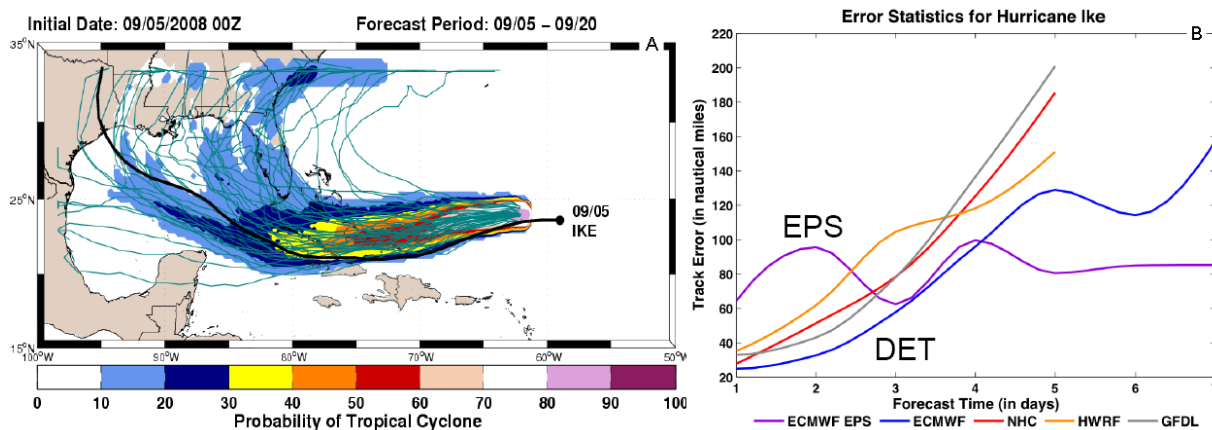 Initial Date: 09/05/2008 00Z Forecast Period: 09/05 – 09/20
A
35°N
25°N
15°N
09/05
IKE
100°W 90°W 80°W 70°W 60°W 50°W
0 10 20 30 40 50 60 70 80 90 100
Probability of Tropical Cyclone
Error Statistics for Hurricane Ike
B
Track Error (in nautical miles)
220
200
180
160
140
120
100
80
60
40
20
EPS
DET
1 2 3 4 5 6 7
Forecast Time (in days)
ECMWF EPS ECMWF NHC HWRF GFDL